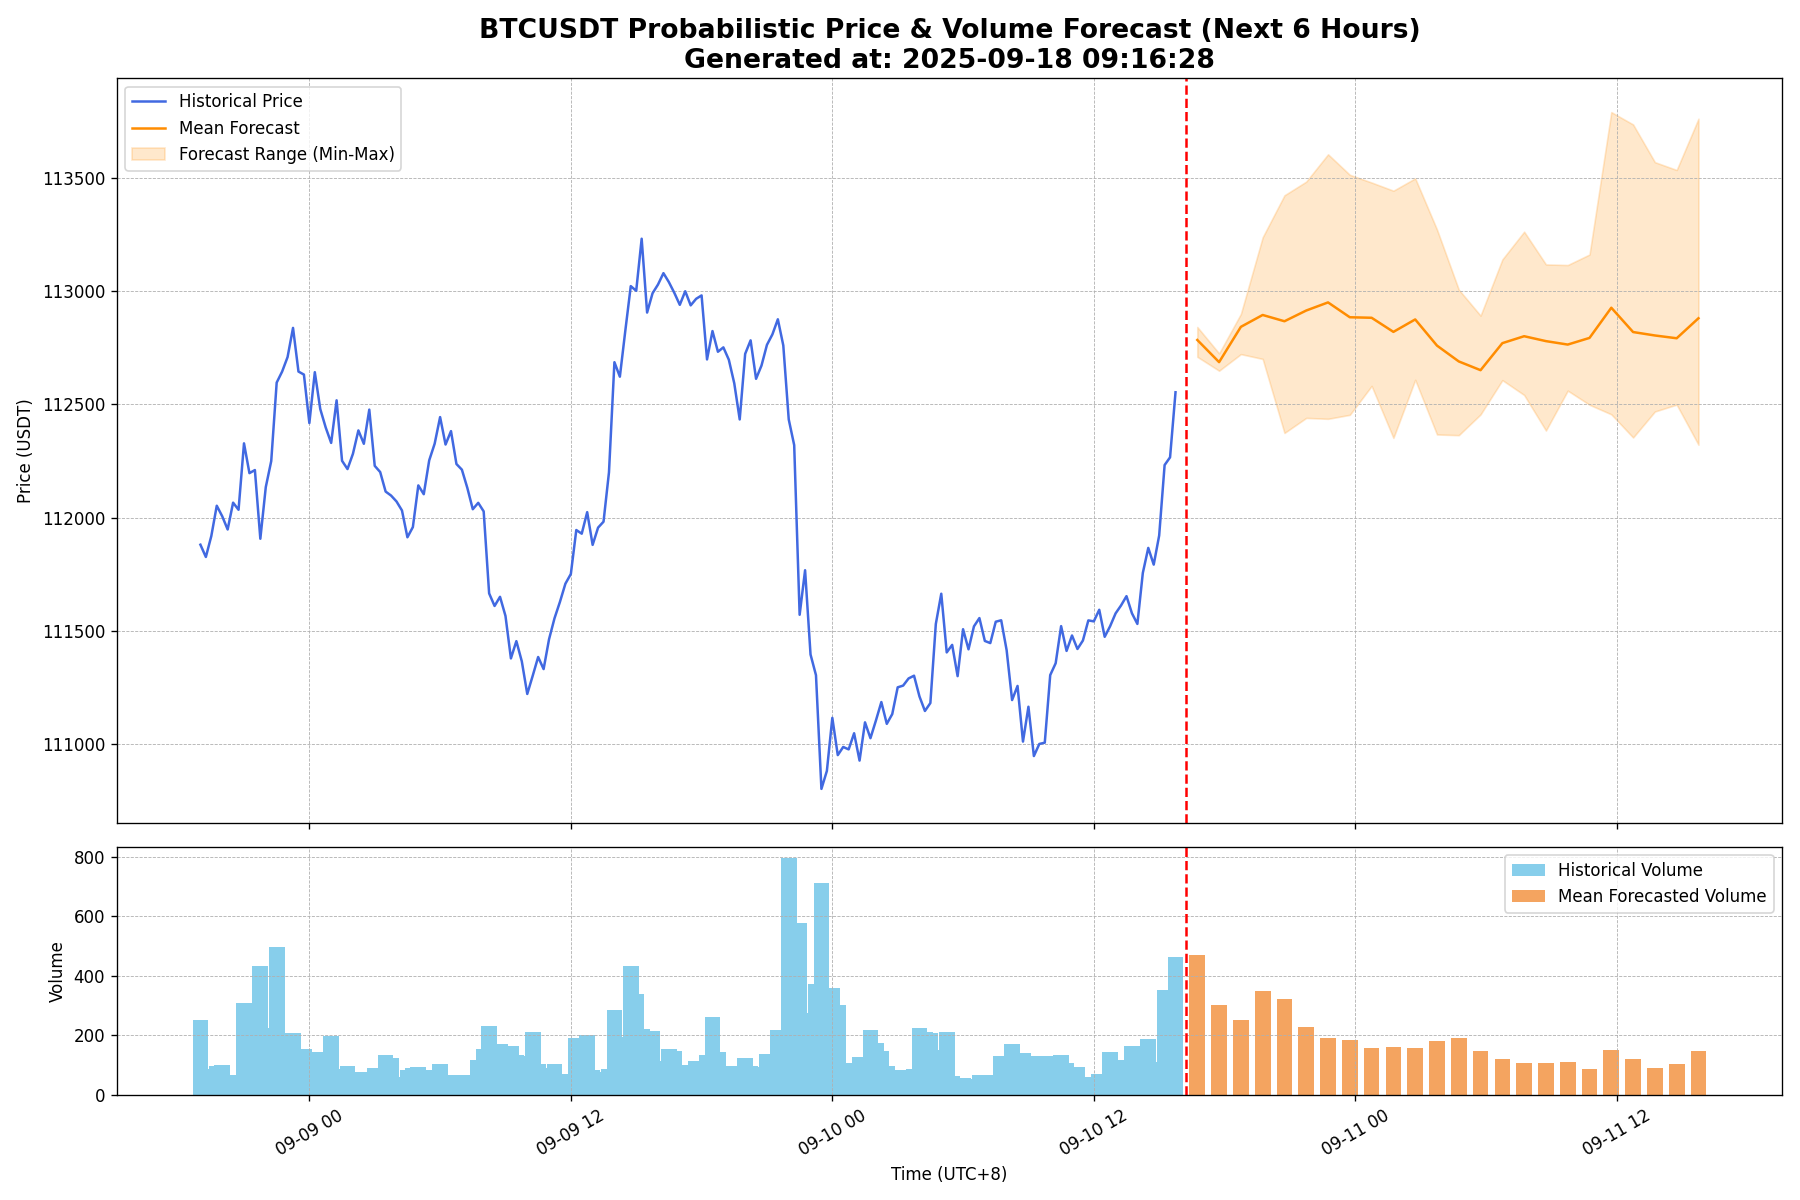 BTCUSDT Probabilistic Price & Volume Forecast (Next 6 Hours)
Generated at: 2025-09-18 09:16:28
Historical Price
Mean Forecast
Forecast Range (Min-Max)
Price (USDT)
113500
113000
112500
112000
111500
111000
Historical Volume
Mean Forecasted Volume
Volume
800
600
400
200
0
09-09 00
09-09 12
09-10 00
09-10 12
09-11 00
09-11 12
Time (UTC+8)